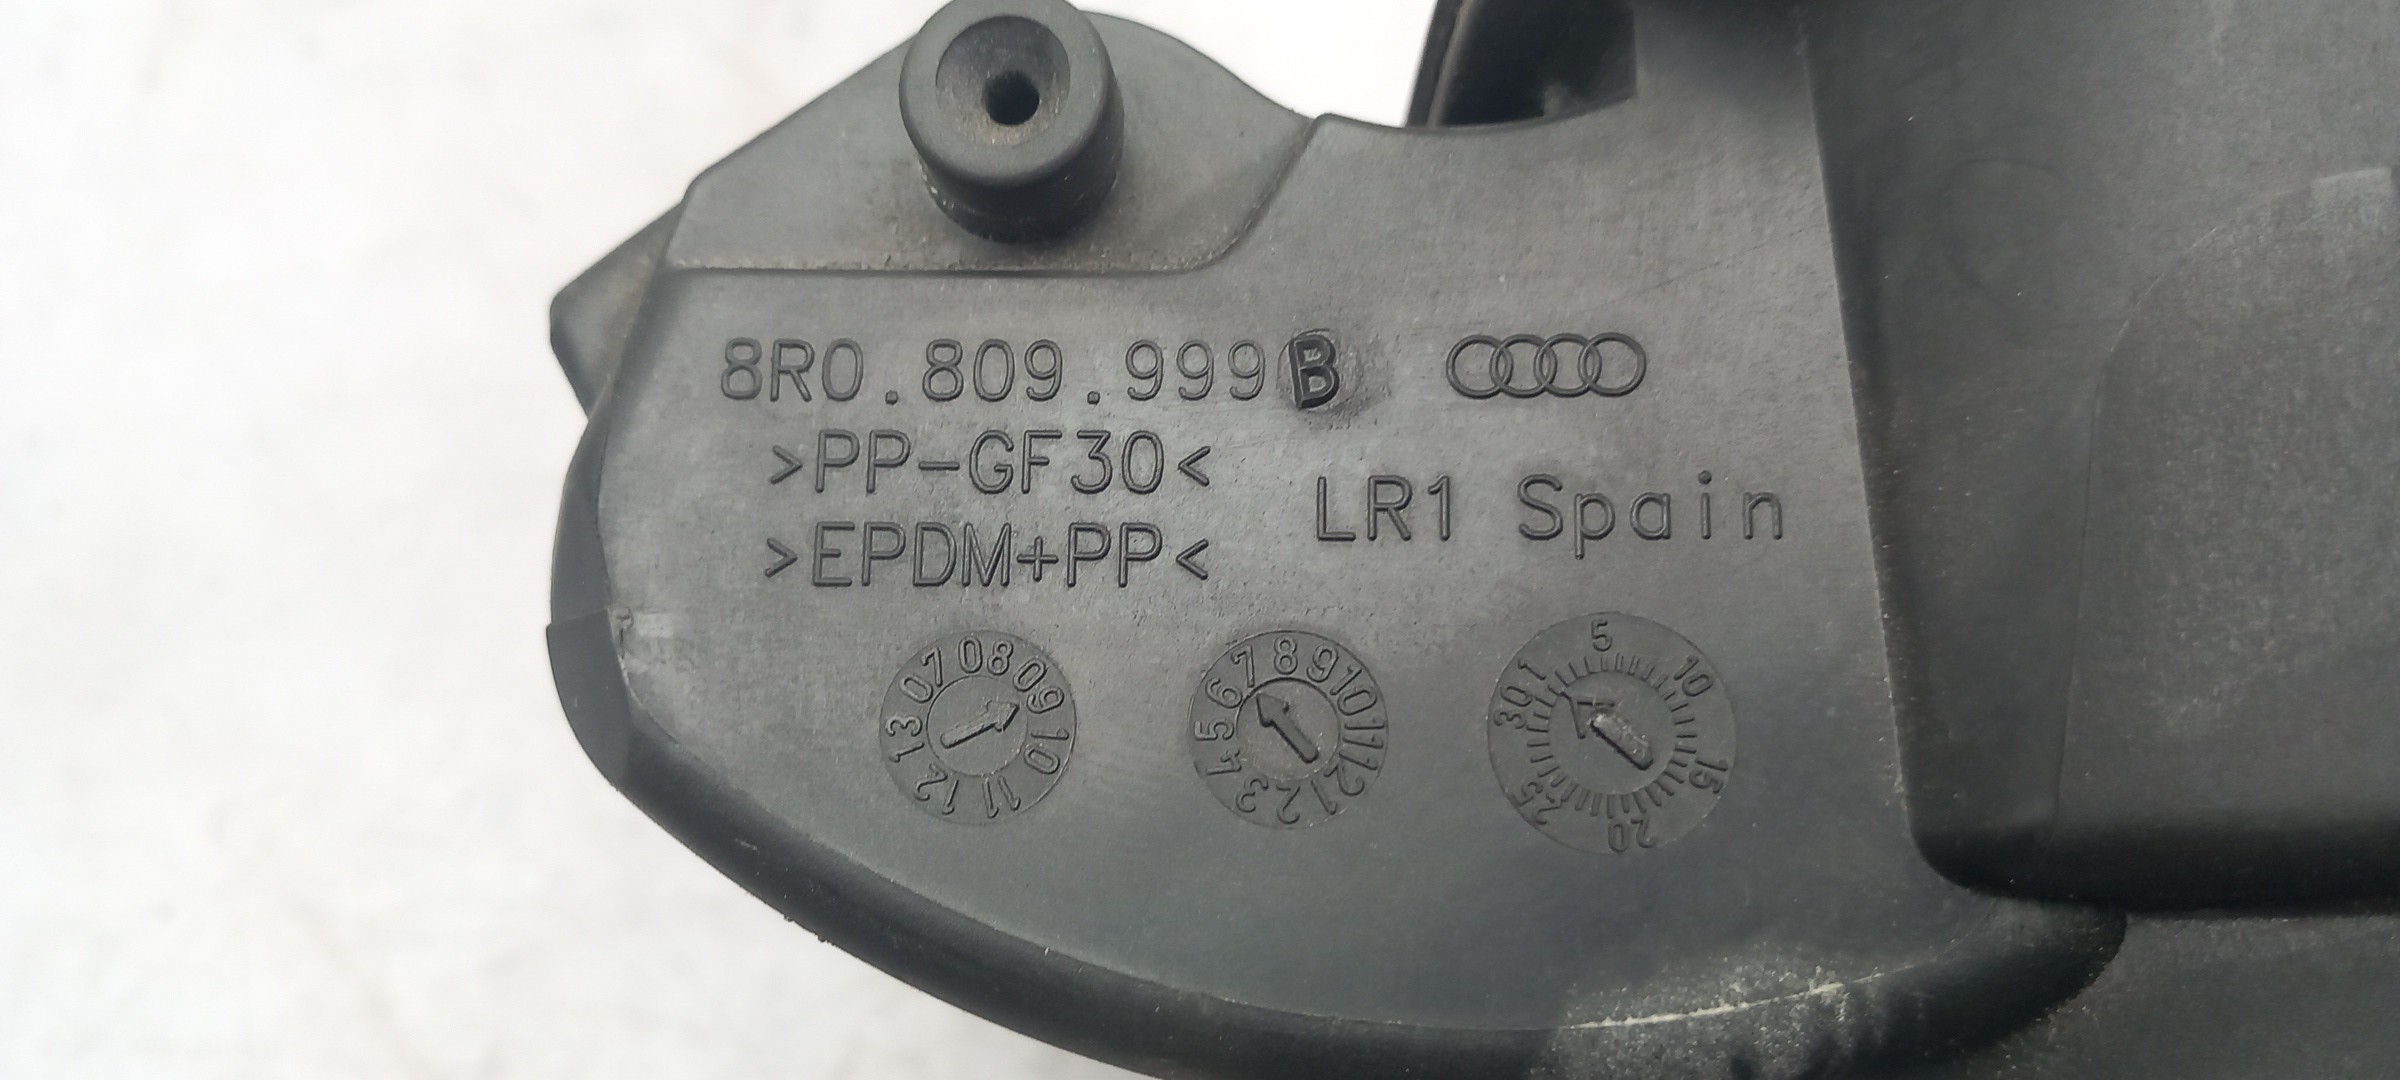 8R0.809.999B
>PP-GF30<
LR1 Spain
>EPDM+PP<
07 08 09 10 11 12 13
1 2 3 4 5 6 7 8 9 10 11 12
1 5 10 15 20 25 30